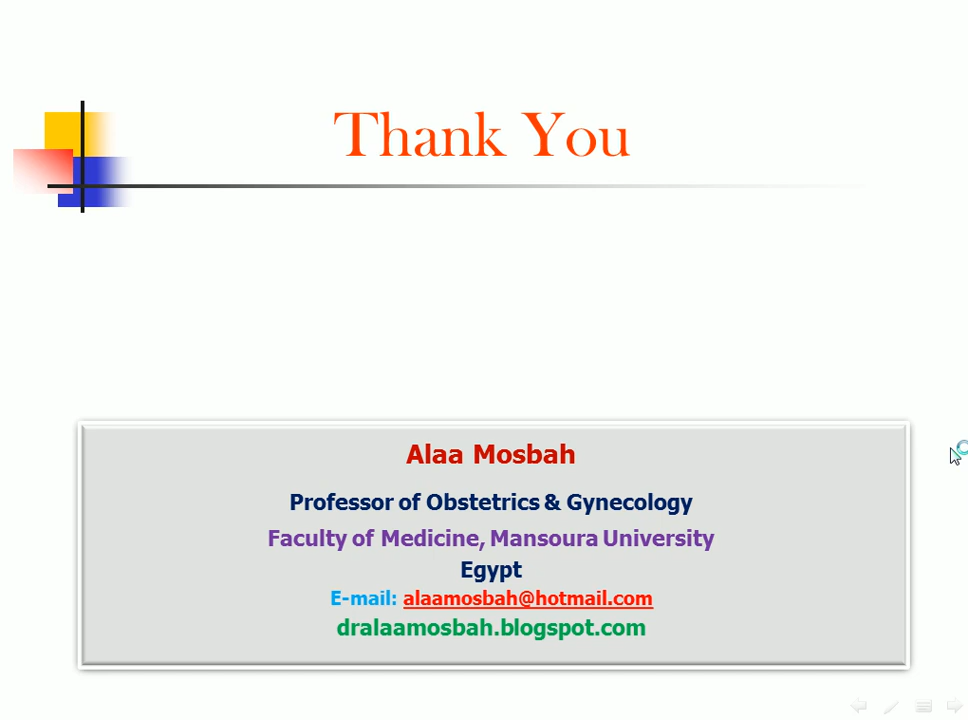 Thank You
Alaa Mosbah
Professor of Obstetrics & Gynecology
Faculty of Medicine, Mansoura University
Egypt
E-mail: alaamosbah@hotmail.com
dralaamosbah.blogspot.com